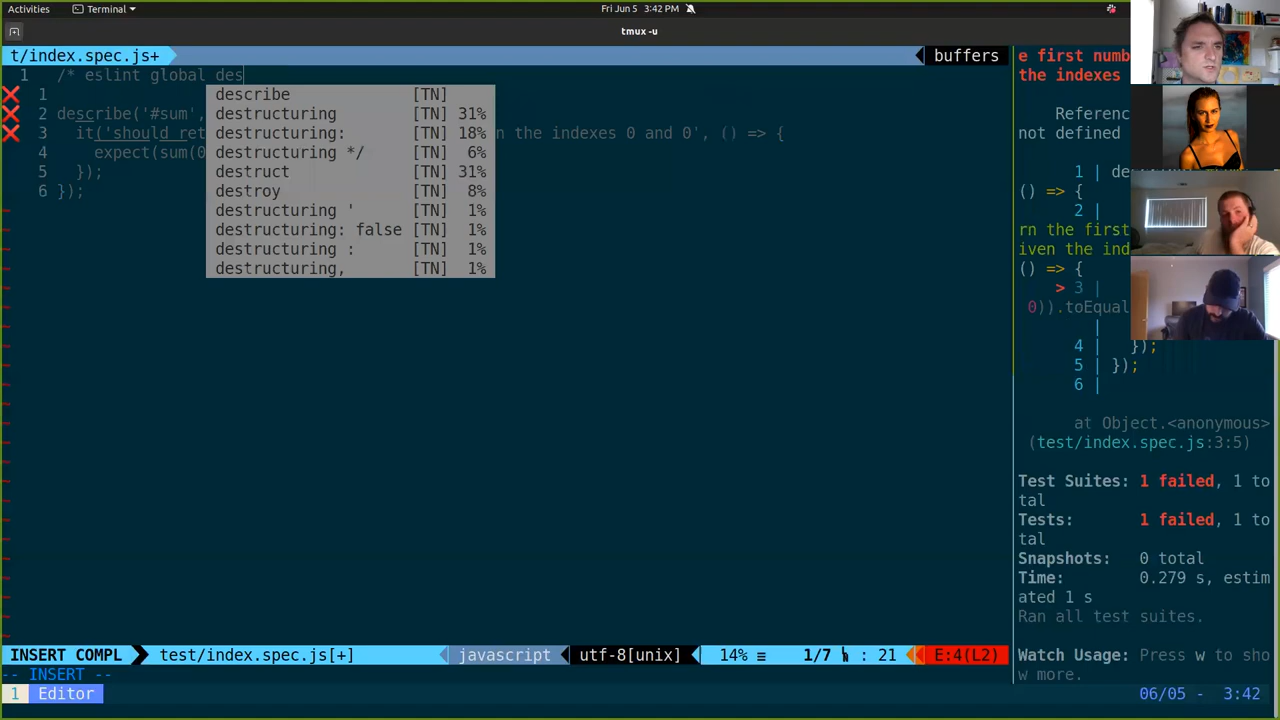 Activities
Terminal
Fri Jun 5 3:42 PM
tmux -u
t/index.spec.js+
buffers
1 /* eslint global des
1
2 describe('#sum',
3 it('should ret n the indexes 0 and 0', () => {
4 expect(sum(0
5 });
6 });
describe [TN]
destructuring [TN] 31%
destructuring: [TN] 18%
destructuring */ [TN] 6%
destruct [TN] 31%
destroy [TN] 8%
destructuring ' [TN] 1%
destructuring: false [TN] 1%
destructuring : [TN] 1%
destructuring, [TN] 1%
e first numb
the indexes
Referenc
not defined
1 | des
() => {
2 |
rn the first
iven the ind
() => {
> 3 |
0)).toEqual
|
4 | });
5 | });
6 |
at Object.<anonymous>
(test/index.spec.js:3:5)
Test Suites: 1 failed, 1 to
tal
Tests: 1 failed, 1 to
tal
Snapshots: 0 total
Time: 0.279 s, estim
ated 1 s
Ran all test suites.
Watch Usage: Press w to sho
w more.
INSERT COMPL test/index.spec.js[+] javascript utf-8[unix] 14% ≡ 1/7 : 21 E:4(L2)
-- INSERT --
1 Editor
06/05 - 3:42